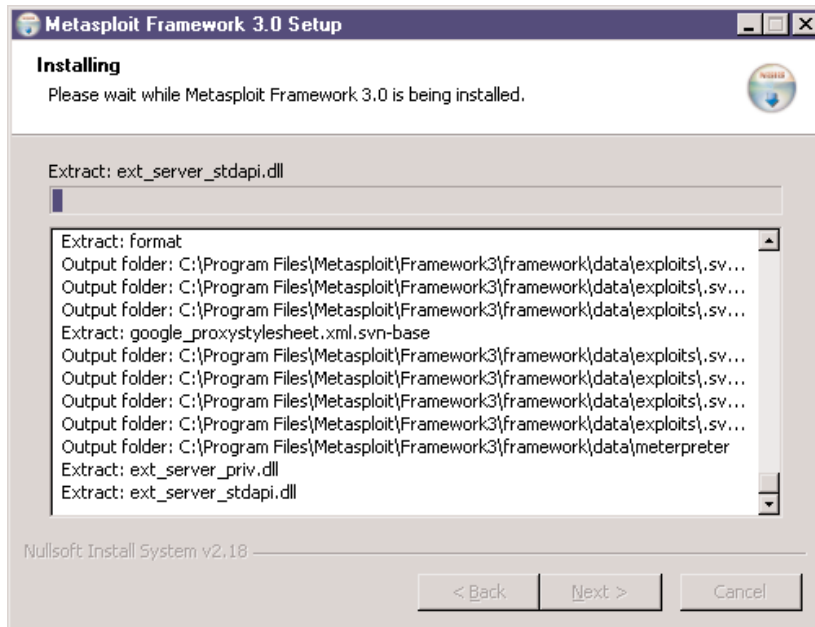 Metasploit Framework 3.0 Setup
Installing
Please wait while Metasploit Framework 3.0 is being installed.
Extract: ext_server_stdapi.dll
Extract: format
Output folder: C:\Program Files\Metasploit\Framework3\framework\data\exploits\.sv...
Output folder: C:\Program Files\Metasploit\Framework3\framework\data\exploits\.sv...
Output folder: C:\Program Files\Metasploit\Framework3\framework\data\exploits\.sv...
Extract: google_proxystylesheet.xml.svn-base
Output folder: C:\Program Files\Metasploit\Framework3\framework\data\exploits\.sv...
Output folder: C:\Program Files\Metasploit\Framework3\framework\data\exploits\.sv...
Output folder: C:\Program Files\Metasploit\Framework3\framework\data\exploits\.sv...
Output folder: C:\Program Files\Metasploit\Framework3\framework\data\exploits\.sv...
Output folder: C:\Program Files\Metasploit\Framework3\framework\data\meterpreter
Extract: ext_server_priv.dll
Extract: ext_server_stdapi.dll
Nullsoft Install System v2.18
< Back
Next >
Cancel